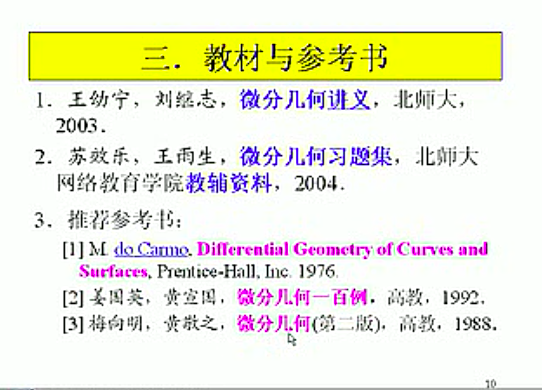 三．教材与参考书
1．王幼宁，刘继志，微分几何讲义，北师大，
2003．
2．苏效乐，王雨生，微分几何习题集，北师大
网络教育学院教辅资料，2004．
3．推荐参考书：
[1] M. do Carmo, Differential Geometry of Curves and
Surfaces, Prentice-Hall, Inc. 1976.
[2] 姜国英，黄宣国，微分几何一百例．高教，1992．
[3] 梅向明，黄敬之，微分几何(第二版)，高教，1988．
10